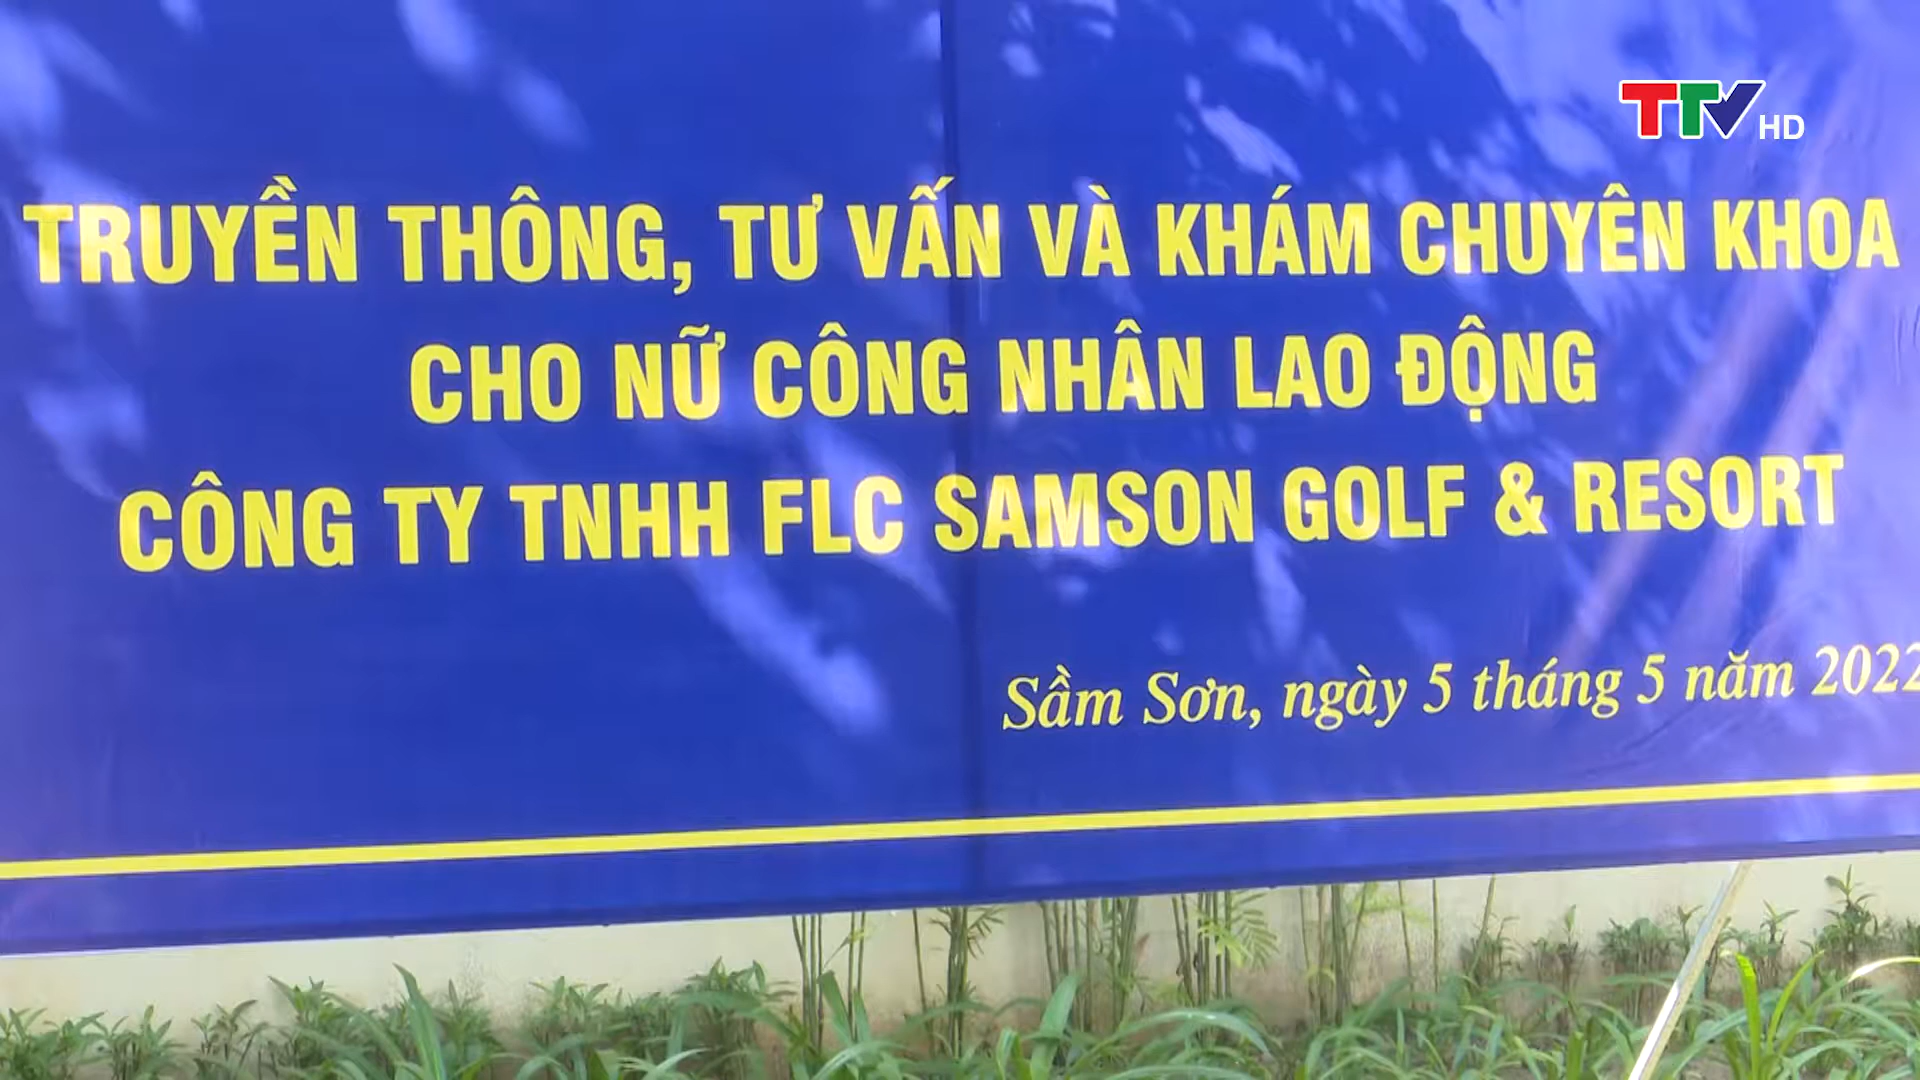 TTV HD
TRUYỀN THÔNG, TƯ VẤN VÀ KHÁM CHUYÊN KHOA
CHO NỮ CÔNG NHÂN LAO ĐỘNG
CÔNG TY TNHH FLC SAMSON GOLF & RESORT
Sầm Sơn, ngày 5 tháng 5 năm 2022